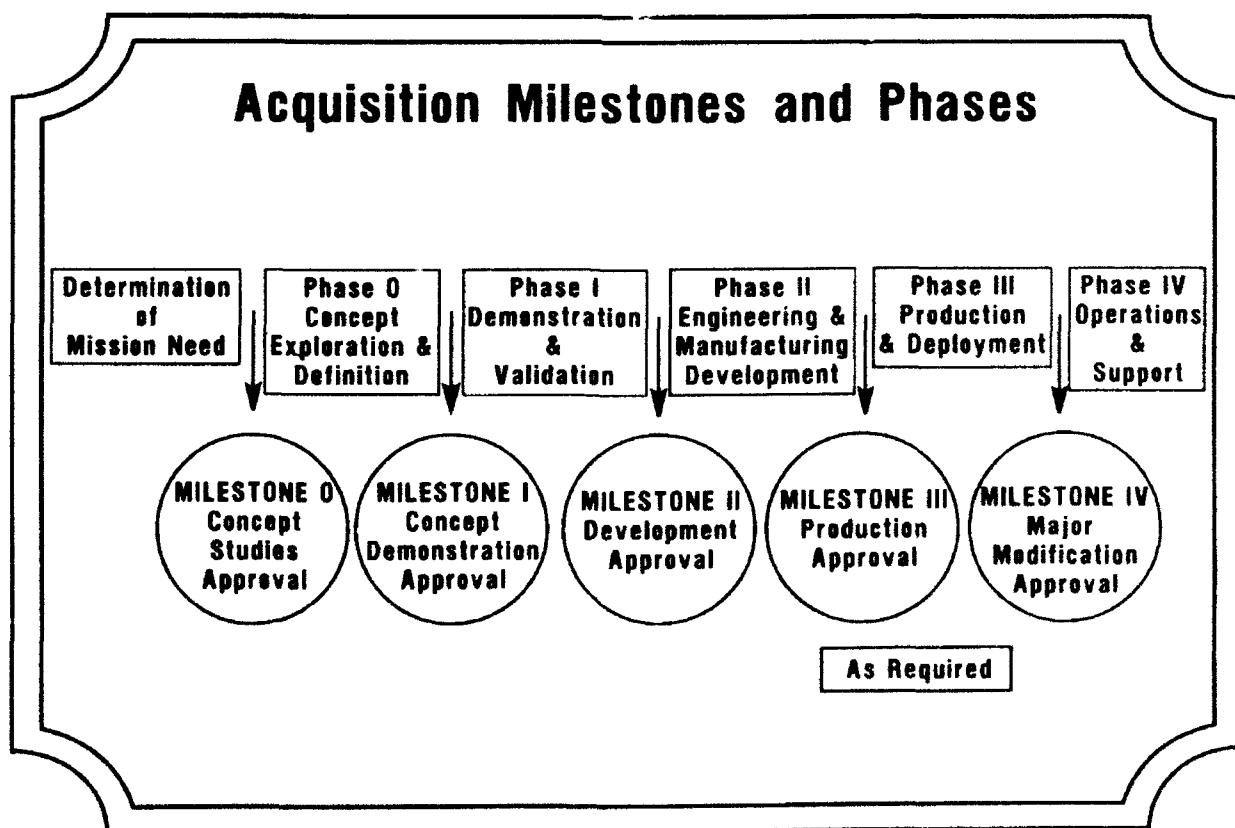 Acquisition Milestones and Phases
Determination
of
Mission Need
Phase 0
Concept
Exploration &
Definition
Phase I
Demonstration
&
Validation
Phase II
Engineering &
Manufacturing
Development
Phase III
Production
& Deployment
Phase IV
Operations
&
Support
MILESTONE 0
Concept
Studies
Approval
MILESTONE I
Concept
Demonstration
Approval
MILESTONE II
Development
Approval
MILESTONE III
Production
Approval
MILESTONE IV
Major
Modification
Approval
As Required